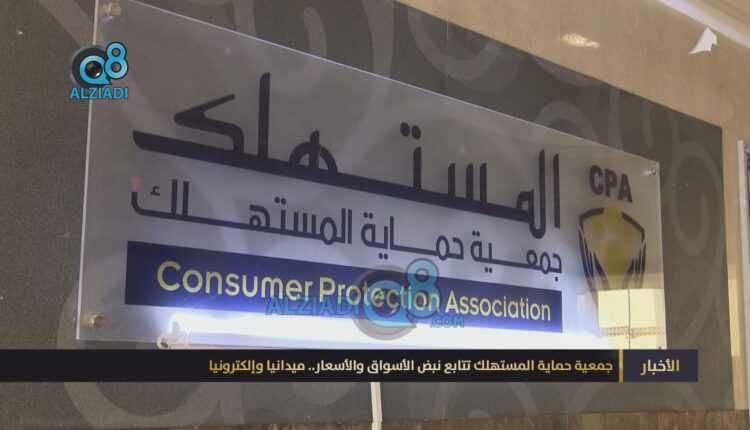 Q8
ALZIADI
المستهلك
CPA
جمعية حماية المستهلك
Consumer Protection Association
Q8
ALZIADI
.COM
الأخبار
جمعية حماية المستهلك تتابع نبض الأسواق والأسعار.. ميدانيا وإلكترونيا